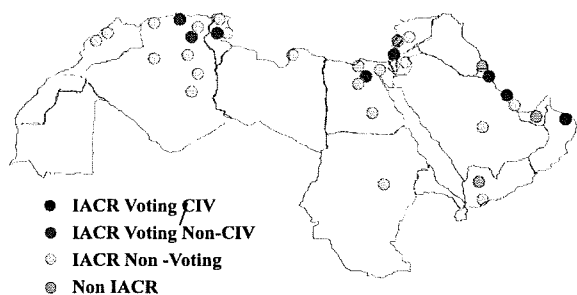 IACR Voting CIV
IACR Voting Non-CIV
IACR Non -Voting
Non IACR